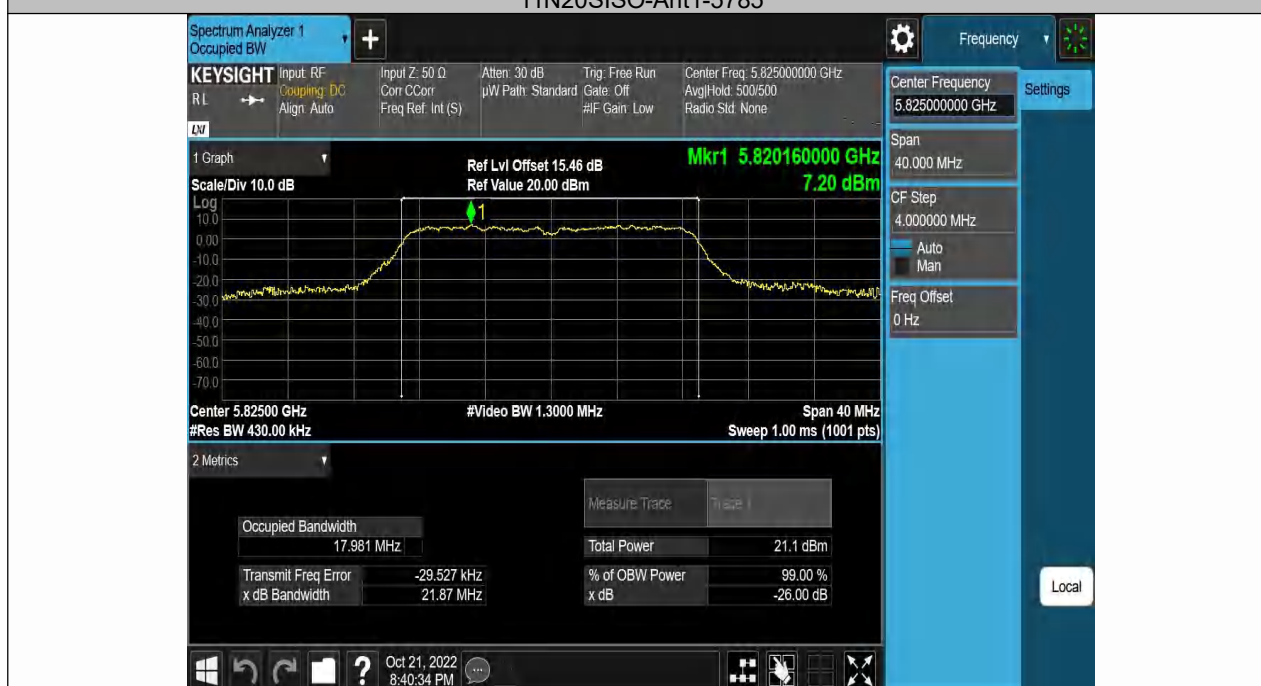 11N20SISO-Ant1-5785
Spectrum Analyzer 1
Occupied BW
+
Frequency
KEYSIGHT
RL
LXI
Input: RF
Coupling: DC
Align: Auto
Input Z: 50 Ω
Corr CCorr
Freq Ref: Int (S)
Atten: 30 dB
µW Path: Standard
Trig: Free Run
Gate: Off
#IF Gain: Low
Center Freq: 5.825000000 GHz
Avg|Hold: 500/500
Radio Std: None
Center Frequency
5.825000000 GHz
Settings
Span
40.000 MHz
CF Step
4.000000 MHz
Auto
Man
Freq Offset
0 Hz
1 Graph
Scale/Div 10.0 dB
Ref Lvl Offset 15.46 dB
Ref Value 20.00 dBm
Mkr1 5.820160000 GHz
7.20 dBm
Log
10.0
0.00
-10.0
-20.0
-30.0
-40.0
-50.0
-60.0
-70.0
1
Center 5.82500 GHz
#Res BW 430.00 kHz
#Video BW 1.3000 MHz
Span 40 MHz
Sweep 1.00 ms (1001 pts)
2 Metrics
Measure Trace Trace 1
Occupied Bandwidth
17.981 MHz
Total Power 21.1 dBm
Transmit Freq Error -29.527 kHz
% of OBW Power 99.00 %
x dB Bandwidth 21.87 MHz
x dB -26.00 dB
Local
?
Oct 21, 2022
8:40:34 PM